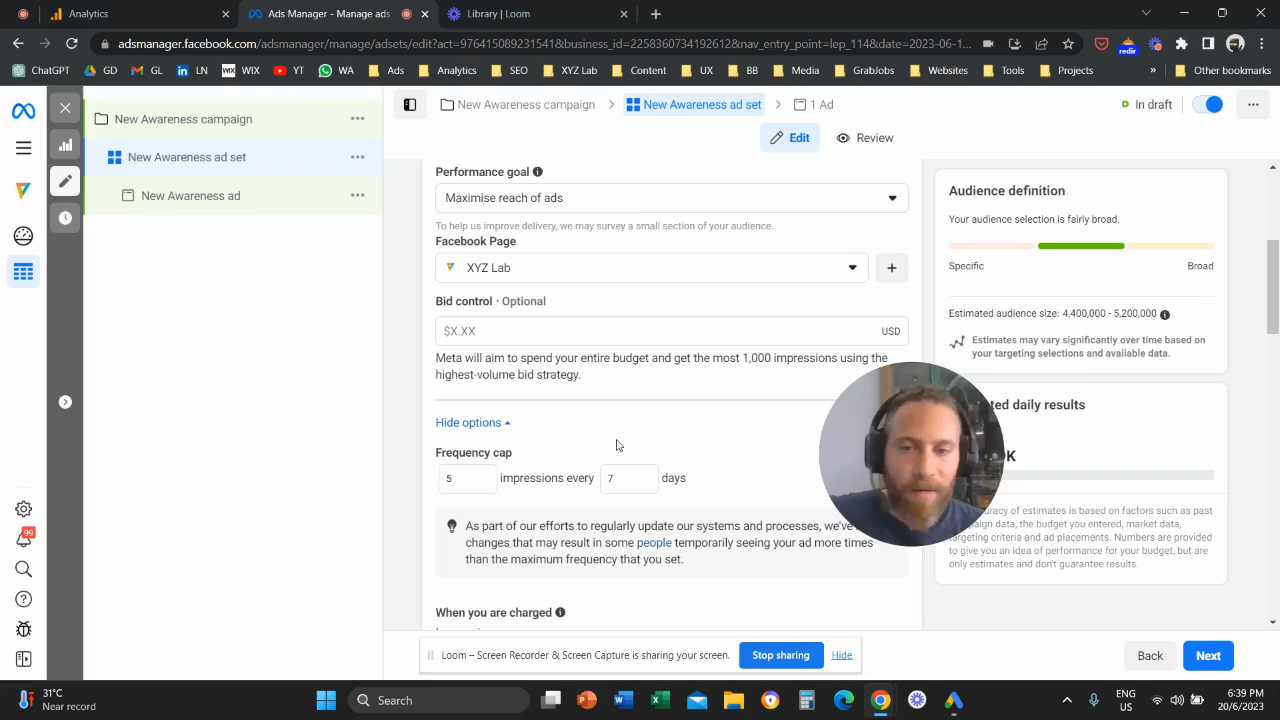 Analytics
Ads Manager - Manage ads
Library | Loom
adsmanager.facebook.com/adsmanager/manage/adsets/edit?act=976415089231541&business_id=2258360734192612&nav_entry_point=lep_114&date=2023-06-1...
redir
ChatGPT GD GL LN WIX WIX YT WA Ads Analytics SEO XYZ Lab Content UX BB Media GrabJobs Websites Tools Projects » Other bookmarks
New Awareness campaign
New Awareness ad set
New Awareness ad
99
New Awareness campaign > New Awareness ad set > 1 Ad
In draft
Edit
Review
Performance goal
Maximise reach of ads
To help us improve delivery, we may survey a small section of your audience.
Facebook Page
XYZ Lab
Bid control · Optional
$X.XX USD
Meta will aim to spend your entire budget and get the most 1,000 impressions using the
highest-volume bid strategy.
Hide options
Frequency cap
5 impressions every 7 days
As part of our efforts to regularly update our systems and processes, we've
changes that may result in some people temporarily seeing your ad more times
than the maximum frequency that you set.
When you are charged
Audience definition
Your audience selection is fairly broad.
Specific Broad
Estimated audience size: 4,400,000 - 5,200,000
Estimates may vary significantly over time based on
your targeting selections and available data.
daily results
K
of estimates is based on factors such as past
data, the budget you entered, market data,
targeting criteria and ad placements. Numbers are provided
to give you an idea of performance for your budget, but are
only estimates and don't guarantee results.
Loom – Screen Recorder & Screen Capture is sharing your screen. Stop sharing Hide
Back
Next
31°C
Near record
Search
ENG
US
6:39 PM
20/6/2023